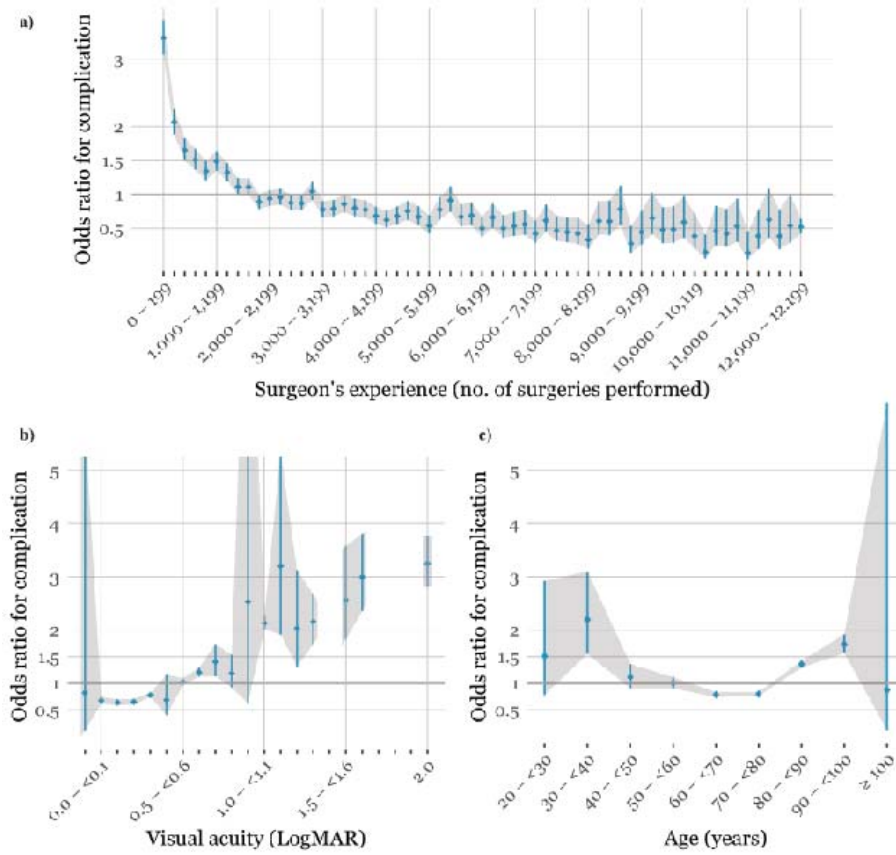 a)
Odds ratio for complication
3
2
1.5
1
0.5
0 – 199
1,000 – 1,199
2,000 – 2,199
3,000 – 3,199
4,000 – 4,199
5,000 – 5,199
6,000 – 6,199
7,000 – 7,199
8,000 – 8,199
9,000 – 9,199
10,000 – 10,119
11,000 – 11,199
12,000 – 12,199
Surgeon's experience (no. of surgeries performed)
b)
Odds ratio for complication
5
4
3
2
1.5
1
0.5
0.0 – <0.1
0.5 – <0.6
1.0 – <1.1
1.5 – <1.6
2.0
Visual acuity (LogMAR)
c)
Odds ratio for complication
5
4
3
2
1.5
1
0.5
20 – <30
30 – <40
40 – <50
50 – <60
60 – <70
70 – <80
80 – <90
90 – <100
≥ 100
Age (years)